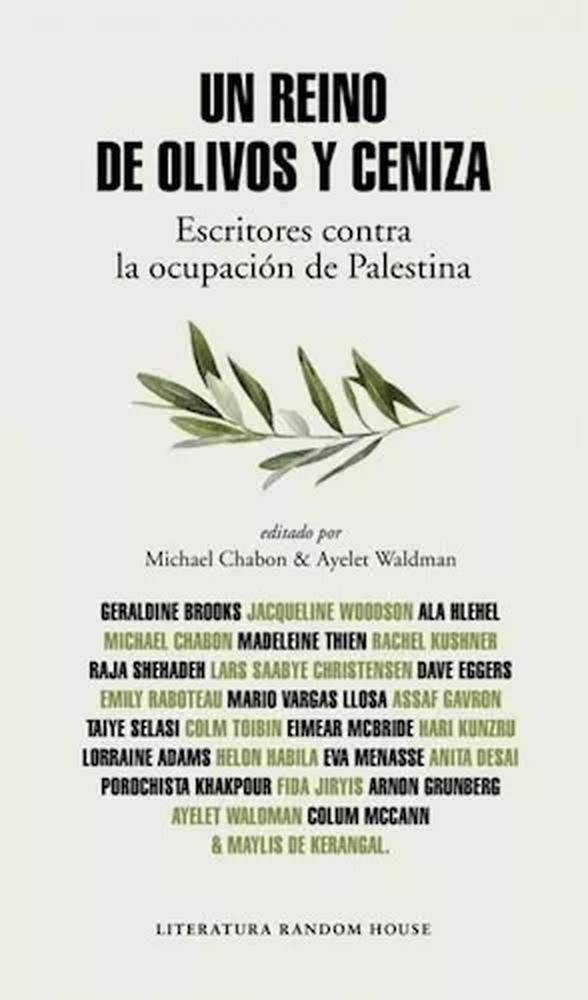 UN REINO
DE OLIVOS Y CENIZA
Escritores contra
la ocupación de Palestina
editado por
Michael Chabon & Ayelet Waldman
GERALDINE BROOKS JACQUELINE WOODSON ALA HLEHEL
MICHAEL CHABON MADELEINE THIEN RACHEL KUSHNER
RAJA SHEHADEH LARS SAABYE CHRISTENSEN DAVE EGGERS
EMILY RABOTEAU MARIO VARGAS LLOSA ASSAF GAVRON
TAIYE SELASI COLM TOIBIN EIMEAR MCBRIDE HARI KUNZRU
LORRAINE ADAMS HELON HABILA EVA MENASSE ANITA DESAI
POROCHISTA KHAKPOUR FIDA JIRYIS ARNON GRUNBERG
AYELET WALDMAN COLUM MCCANN
& MAYLIS DE KERANGAL.
LITERATURA RANDOM HOUSE